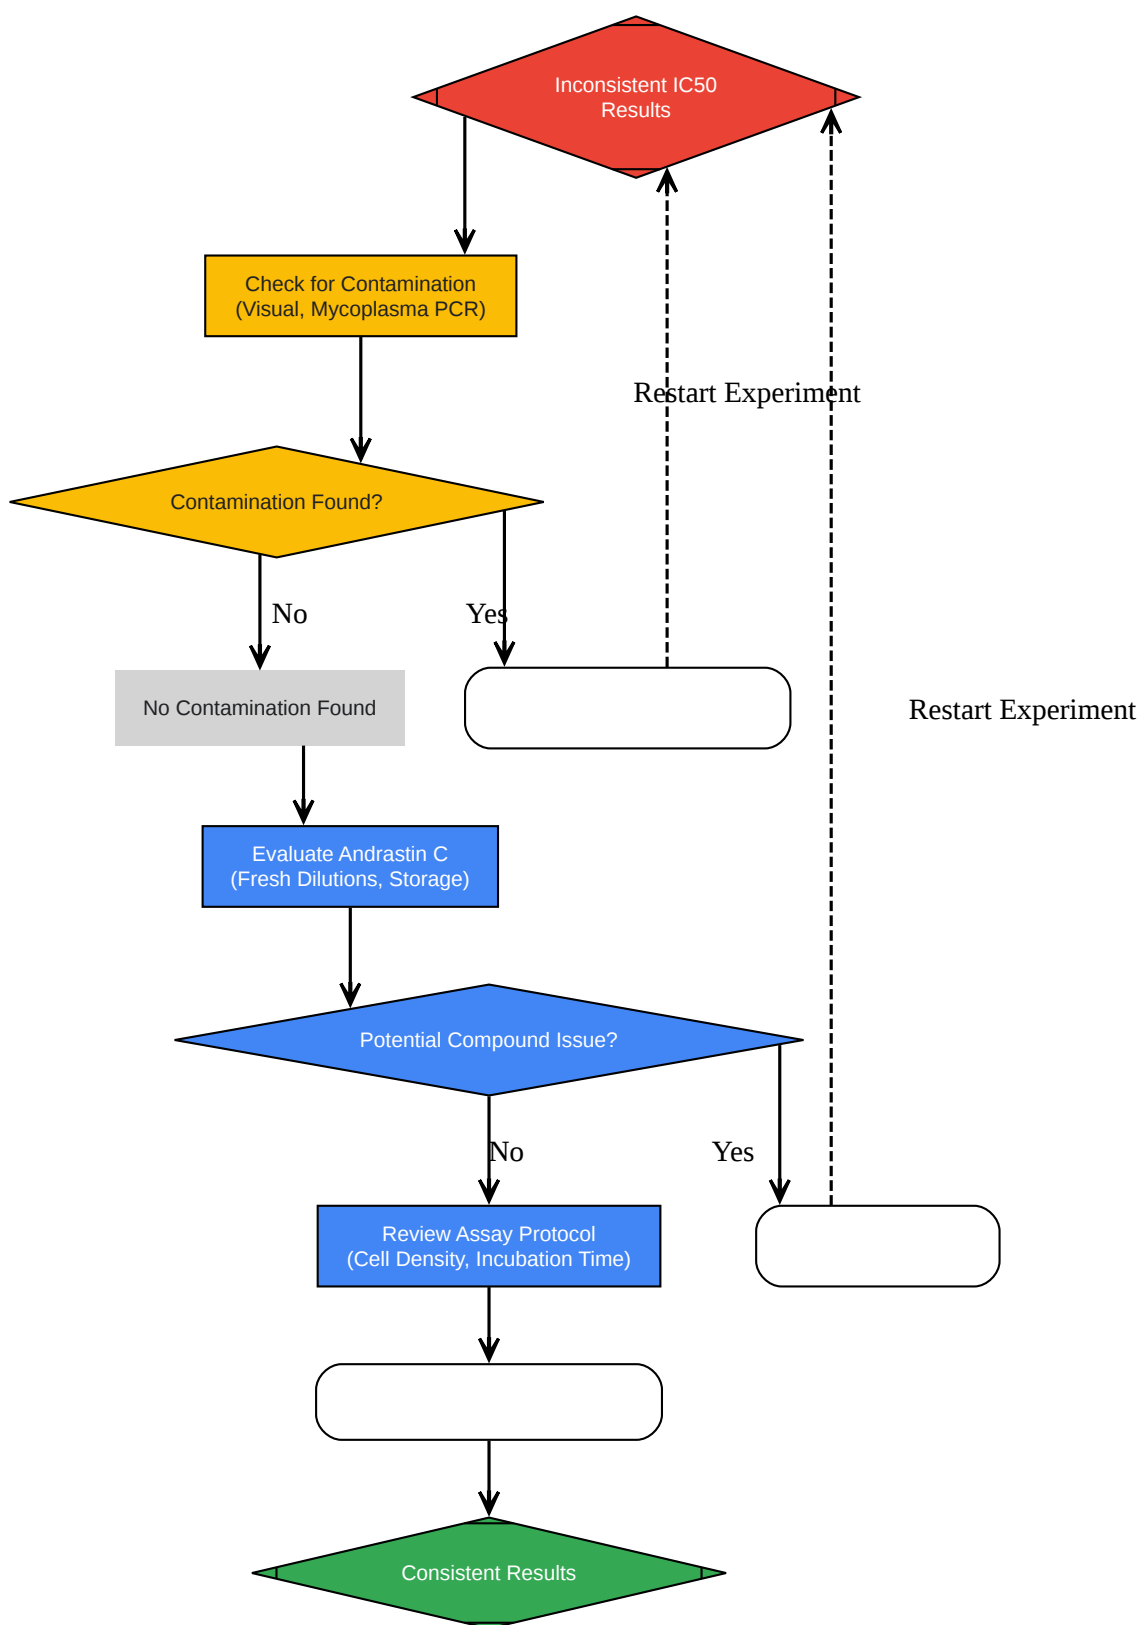 Inconsistent IC50
Results
Check for Contamination
(Visual, Mycoplasma PCR)
Restart Experiment
Contamination Found?
No
Yes
No Contamination Found
Restart Experiment
Evaluate Andrastin C
(Fresh Dilutions, Storage)
Potential Compound Issue?
No
Yes
Review Assay Protocol
(Cell Density, Incubation Time)
Consistent Results